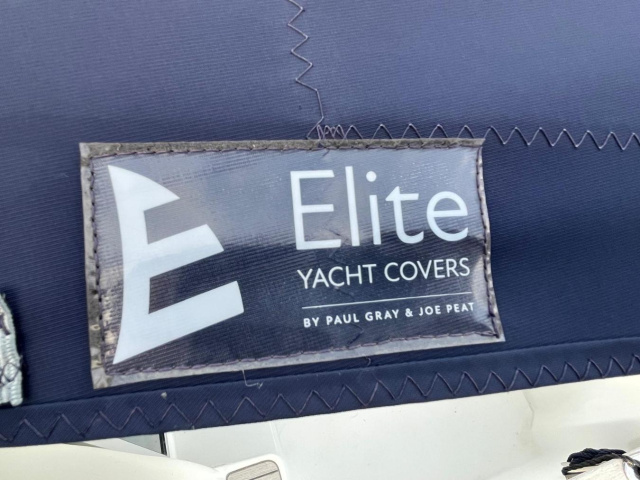 Elite
YACHT COVERS
BY PAUL GRAY & JOE PEAT